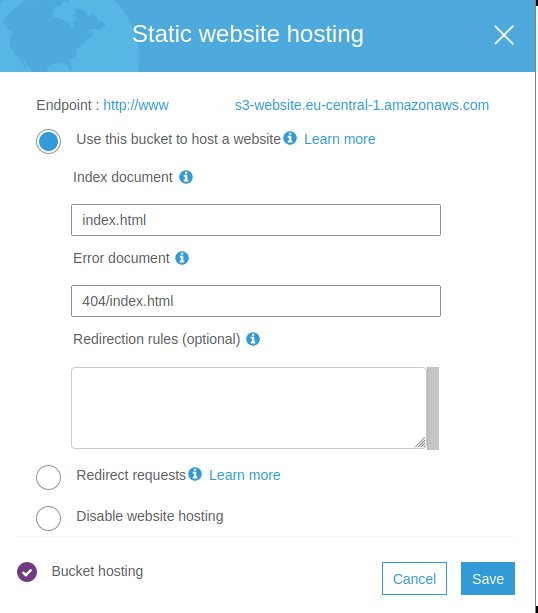 Static website hosting
Endpoint : http://www s3-website.eu-central-1.amazonaws.com
Use this bucket to host a website Learn more
Index document
index.html
Error document
404/index.html
Redirection rules (optional)
Redirect requests Learn more
Disable website hosting
Bucket hosting
Cancel
Save